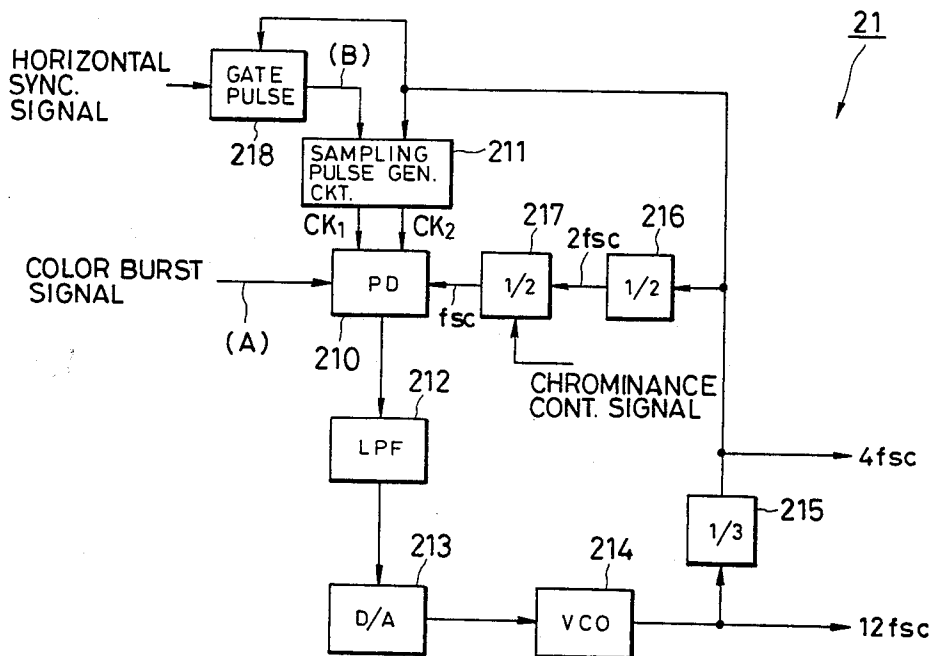 21
HORIZONTAL
SYNC.
SIGNAL
GATE
PULSE
(B)
218
SAMPLING
PULSE GEN.
CKT.
211
CK1
CK2
217
216
2fsc
COLOR BURST
SIGNAL
PD
1/2
1/2
fsc
(A)
210
CHROMINANCE
CONT. SIGNAL
212
LPF
4fsc
215
1/3
213
214
D/A
VCO
12fsc